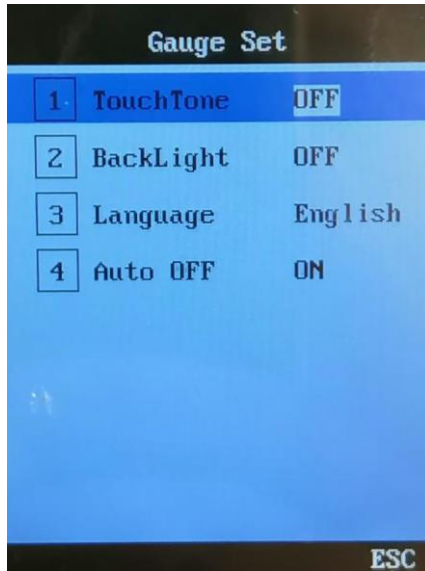 Gauge Set
1 TouchTone OFF
2 BackLight OFF
3 Language English
4 Auto OFF ON
ESC